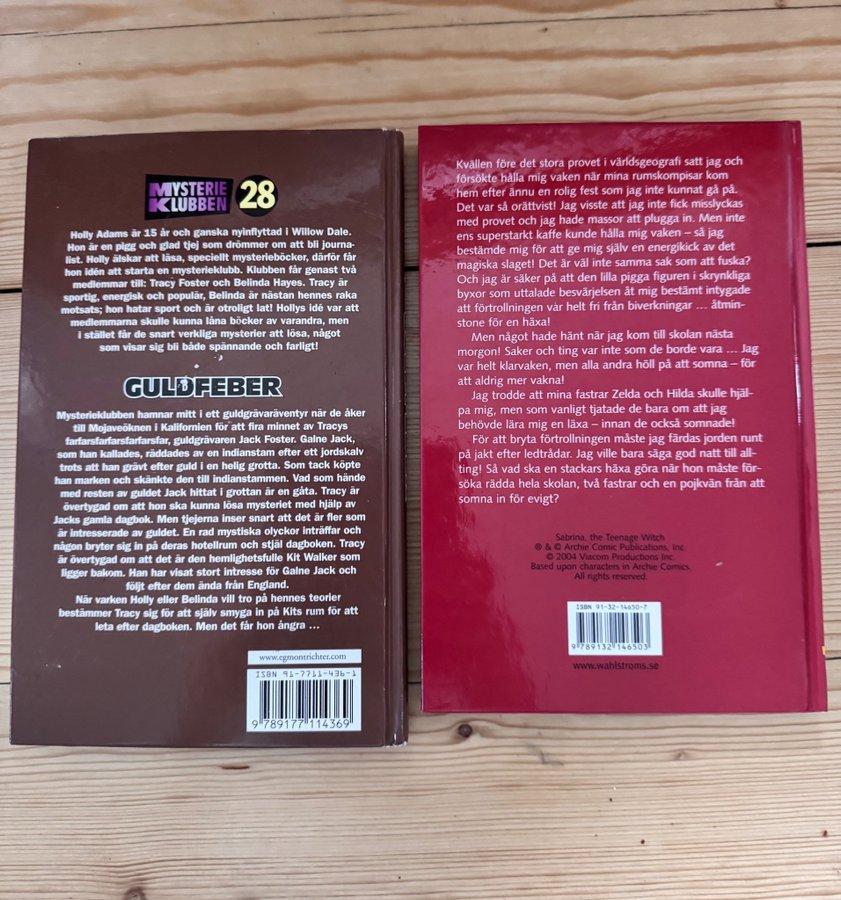 MYSTERIE
KLUBBEN
28
Holly Adams är 15 år och ganska nyinflyttad i Willow Dale.
Hon är en pigg och glad tjej som drömmer om att bli journa-
list. Holly älskar att läsa, speciellt mysterieböcker, därför får
hon idén att starta en mysterieklubb. Klubben får genast två
medlemmar till: Tracy Foster och Belinda Hayes. Tracy är
sportig, energisk och populär, Belinda är nästan hennes raka
motsats; hon hatar sport och är otroligt lat! Hollys idé var att
medlemmarna skulle kunna låna böcker av varandra, men
i stället får de snart verkliga mysterier att lösa, något
som visar sig bli både spännande och farligt!
GULDFEBER
Mysterieklubben hamnar mitt i ett guldgrävaräventyr när de åker
till Mojaveöknen i Kalifornien för att fira minnet av Tracys
farfarsfarfarsfarfarsfar, guldgrävaren Jack Foster. Galne Jack,
som han kallades, räddades av en indianstam efter ett jordskalv
trots att han grävt efter guld i en helig grotta. Som tack köpte
han marken och skänkte den till indianstammen. Vad som hände
med resten av guldet Jack hittat i grottan är en gåta. Tracy är
övertygad om att hon ska kunna lösa mysteriet med hjälp av
Jacks gamla dagbok. Men tjejerna inser snart att det är fler som
är intresserade av guldet. En rad mystiska olyckor inträffar och
någon bryter sig in på deras hotellrum och stjäl dagboken. Tracy
är övertygad om att det är den hemlighetsfulle Kit Walker som
ligger bakom. Han har visat stort intresse för Galne Jack och
följt efter dem ända från England.
När varken Holly eller Belinda vill tro på hennes teorier
bestämmer Tracy sig för att själv smyga in på Kits rum för att
leta efter dagboken. Men det får hon ångra ...
www.egmontrichter.com
ISBN 91-7711-436-1
9 789177 114369
Kvällen före det stora provet i världsgeografi satt jag och
försökte hålla mig vaken när mina rumskompisar kom
hem efter ännu en rolig fest som jag inte kunnat gå på.
Det var så orättvist! Jag visste att jag inte fick misslyckas
med provet och jag hade massor att plugga in. Men inte
ens superstarkt kaffe kunde hålla mig vaken – så jag
bestämde mig för att ge mig själv en energikick av det
magiska slaget! Det är väl inte samma sak som att fuska?
Och jag är säker på att den lilla pigga figuren i skrynkliga
byxor som uttalade besvärjelsen åt mig bestämt intygade
att förtrollningen var helt fri från biverkningar ... åtmin-
stone för en häxa!
Men något hade hänt när jag kom till skolan nästa
morgon! Saker och ting var inte som de borde vara ... Jag
var helt klarvaken, men alla andra höll på att somna – för
att aldrig mer vakna!
Jag trodde att mina fastrar Zelda och Hilda skulle hjäl-
pa mig, men som vanligt tjatade de bara om att jag
behövde lära mig en läxa – innan de också somnade!
För att bryta förtrollningen måste jag färdas jorden runt
på jakt efter ledtrådar. Jag ville bara säga god natt till all-
ting! Så vad ska en stackars häxa göra när hon måste för-
söka rädda hela skolan, två fastrar och en pojkvän från att
somna in för evigt?
Sabrina, the Teenage Witch
® & © Archie Comic Publications, Inc.
© 2004 Viacom Productions Inc.
Based upon characters in Archie Comics.
All rights reserved.
ISBN 91-32-14650-7
9 789132 146503
www.wahlstroms.se